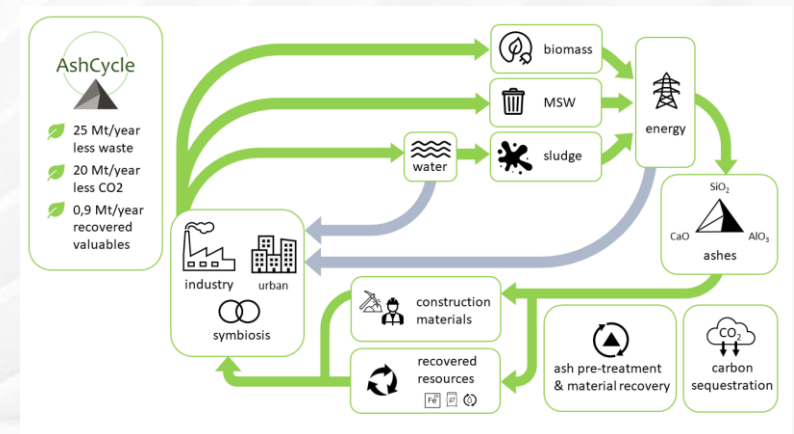 AshCycle
25 Mt/year
less waste
20 Mt/year
less CO2
0,9 Mt/year
recovered
valuables
biomass
MSW
water
sludge
energy
SiO₂
CaO
AlO₃
ashes
industry
urban
symbiosis
construction
materials
recovered
resources
Fe
ash pre-treatment
& material recovery
CO₂
carbon
sequestration